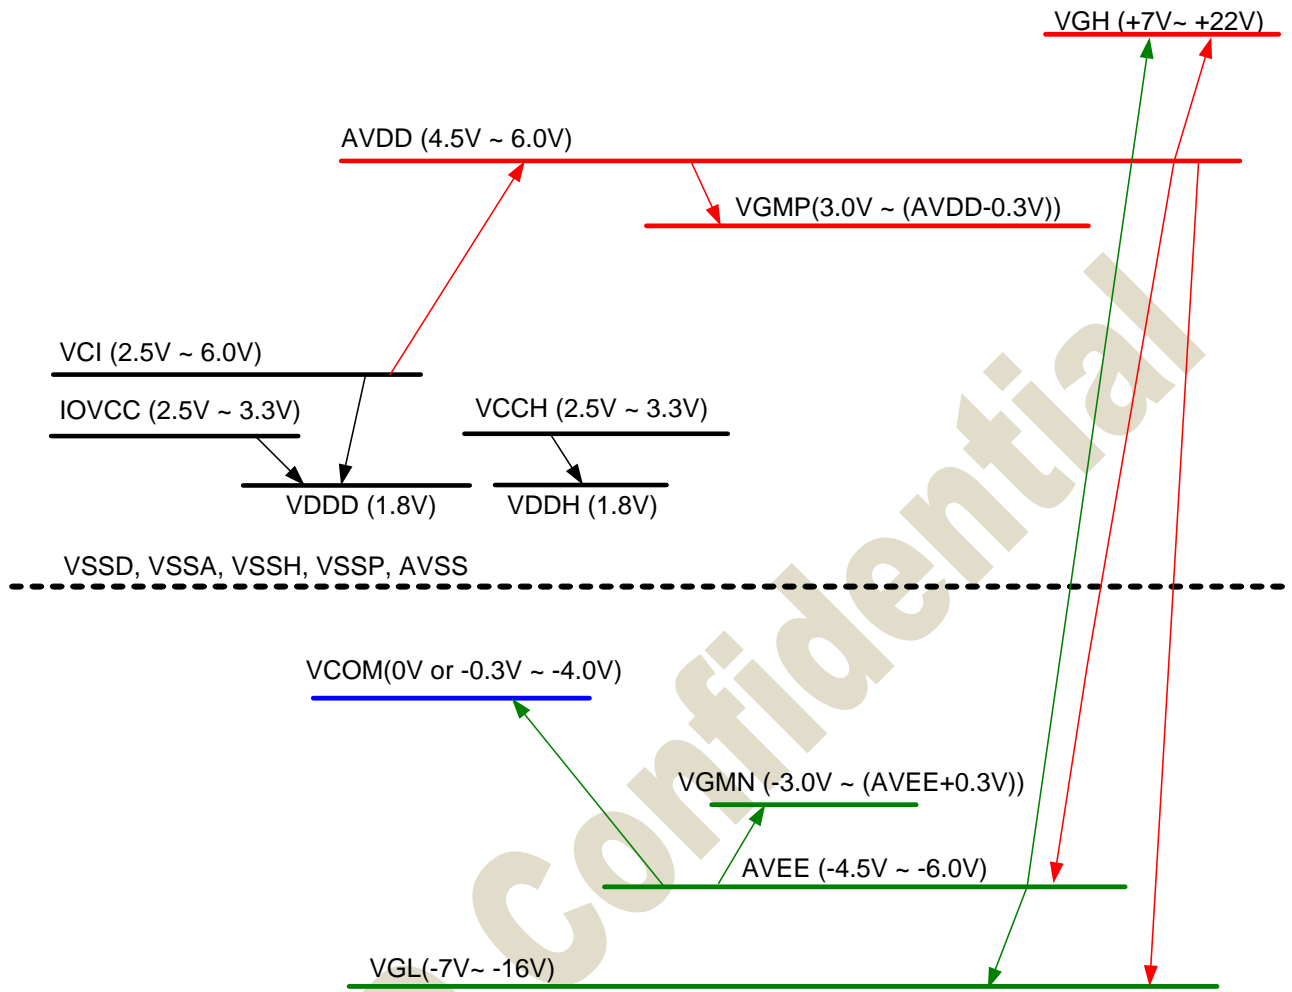 VGH (+7V~ +22V)
AVDD (4.5V ~ 6.0V)
VGMP(3.0V ~ (AVDD-0.3V))
VCI (2.5V ~ 6.0V)
IOVCC (2.5V ~ 3.3V)
VCCH (2.5V ~ 3.3V)
VDDD (1.8V)
VDDH (1.8V)
VSSD, VSSA, VSSH, VSSP, AVSS
VCOM(0V or -0.3V ~ -4.0V)
VGMN (-3.0V ~ (AVEE+0.3V))
AVEE (-4.5V ~ -6.0V)
VGL(-7V~ -16V)
Confidential